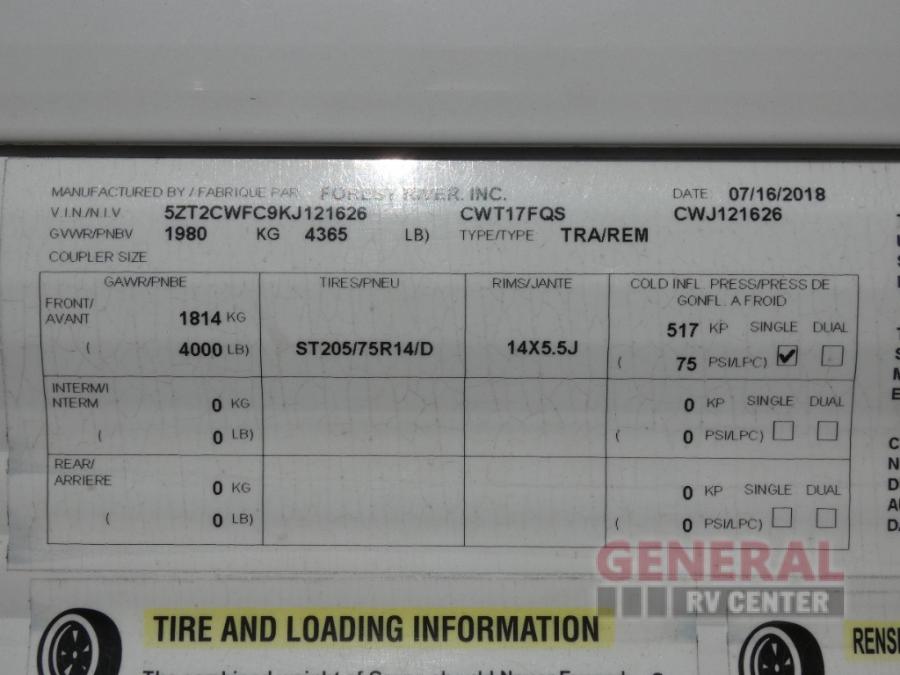 MANUFACTURED BY / FABRIQUE PAR FOREST RIVER, INC. DATE 07/16/2018
V.I.N./N.I.V. 5ZT2CWFC9KJ121626 CWT17FQS CWJ121626
GVWR/PNBV 1980 KG 4365 LB) TYPE/TYPE TRA/REM
COUPLER SIZE
GAWR/PNBE TIRES/PNEU RIMS/JANTE COLD INFL. PRESS/PRESS DE
GONFL. A FROID
FRONT/
AVANT 1814 KG 517 KP SINGLE DUAL
( 4000 LB) ST205/75R14/D 14X5.5J ( 75 PSI/LPC)
INTERM/I
NTERM 0 KG 0 KP SINGLE DUAL
( 0 LB) ( 0 PSI/LPC)
REAR/
ARRIERE 0 KG 0 KP SINGLE DUAL
( 0 LB) ( 0 PSI/LPC)
GENERAL
RV CENTER
TIRE AND LOADING INFORMATION